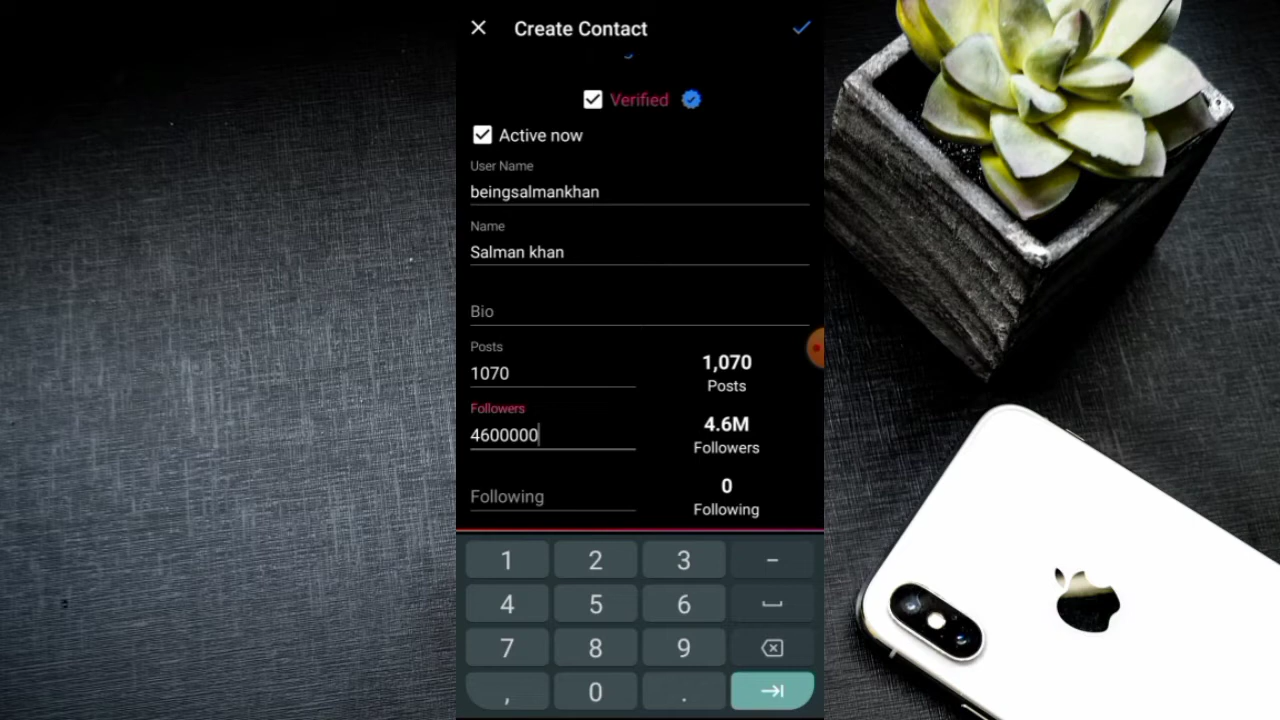 Create Contact
Verified
Active now
User Name
beingsalmankhan
Name
Salman khan
Bio
Posts
1070
1,070
Posts
Followers
4600000
4.6M
Followers
Following
0
Following
1 2 3 -
4 5 6
7 8 9
, 0 .